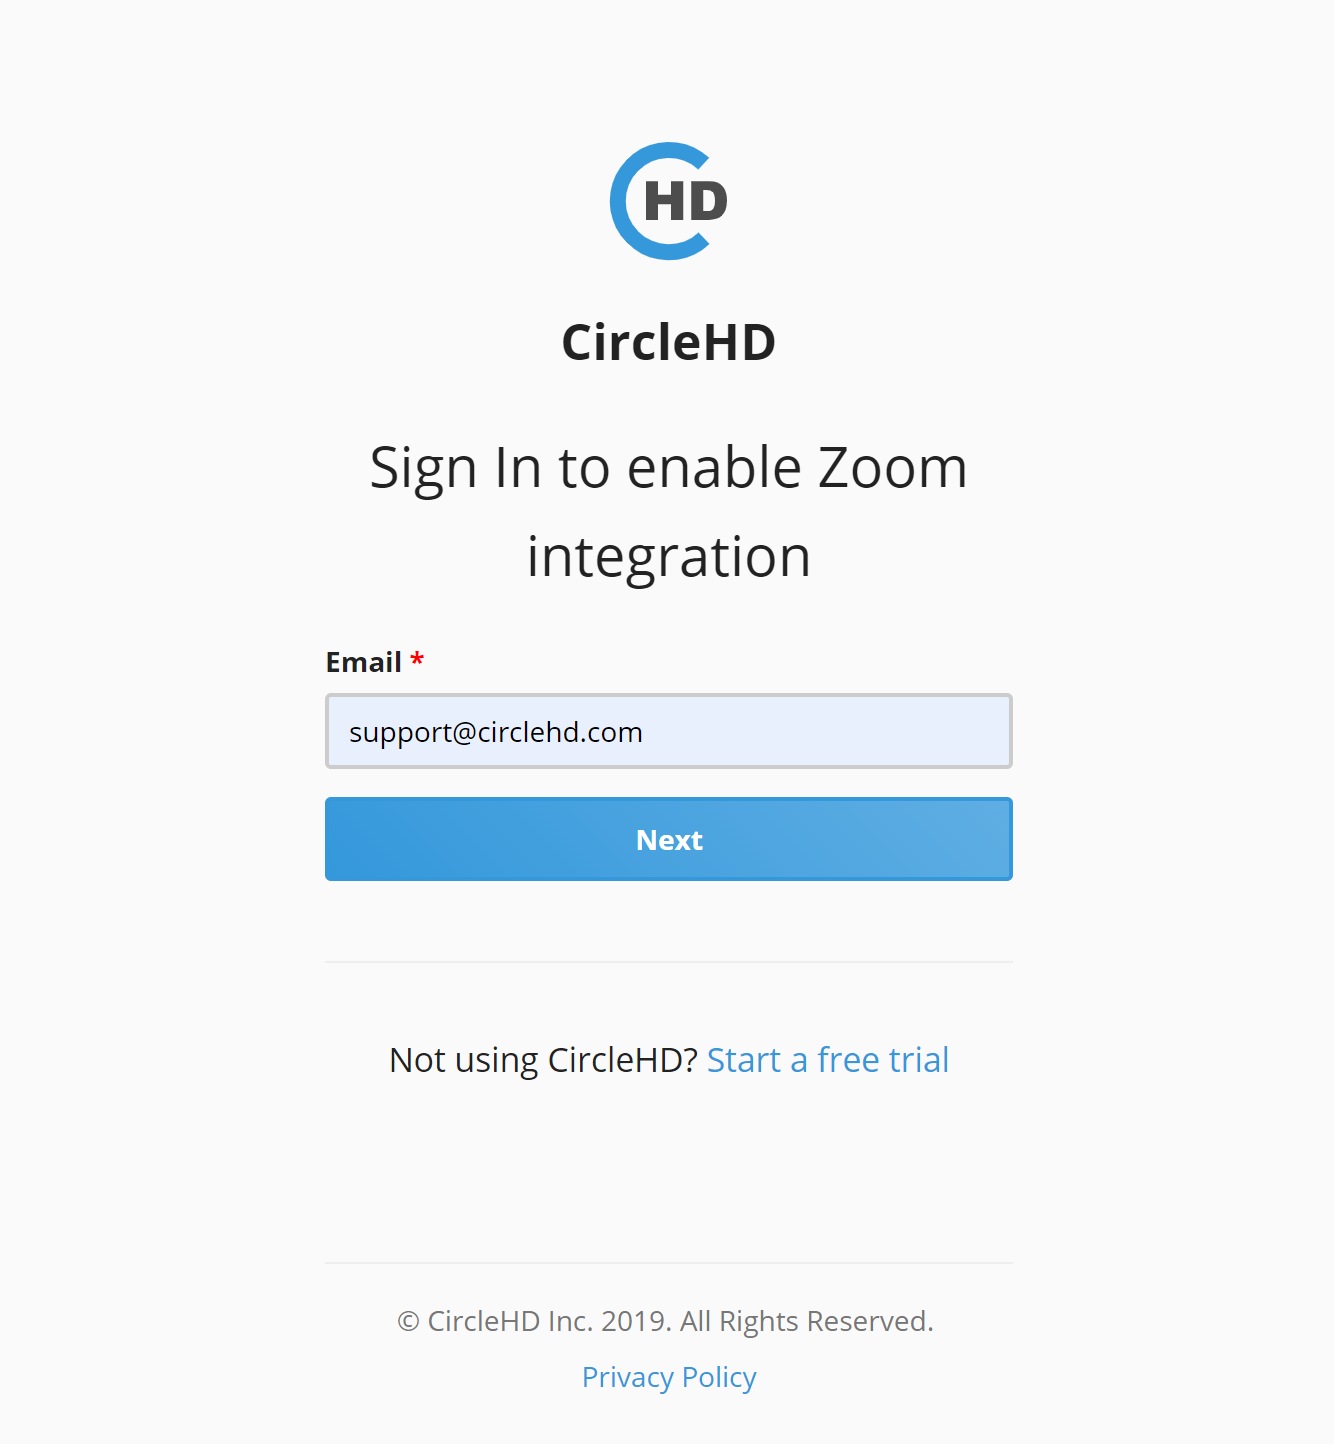 HD
CircleHD
Sign In to enable Zoom
integration
Email *
support@circlehd.com
Next
Not using CircleHD? Start a free trial
© CircleHD Inc. 2019. All Rights Reserved.
Privacy Policy